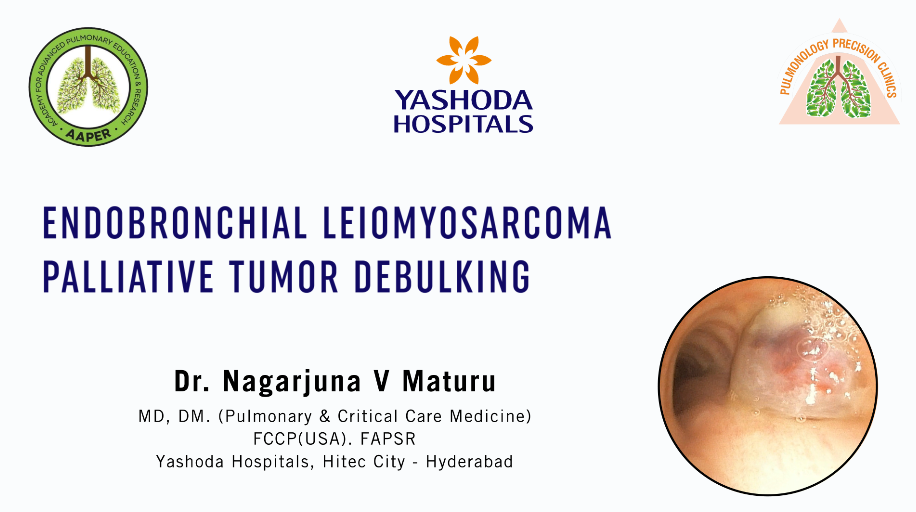 ACADEMY FOR ADVANCED PULMONARY EDUCATION & RESEARCH
AAPER
YASHODA
HOSPITALS
PULMONOLOGY PRECISION CLINICS
ENDOBRONCHIAL LEIOMYOSARCOMA
PALLIATIVE TUMOR DEBULKING
Dr. Nagarjuna V Maturu
MD, DM. (Pulmonary & Critical Care Medicine)
FCCP(USA). FAPSR
Yashoda Hospitals, Hitec City - Hyderabad